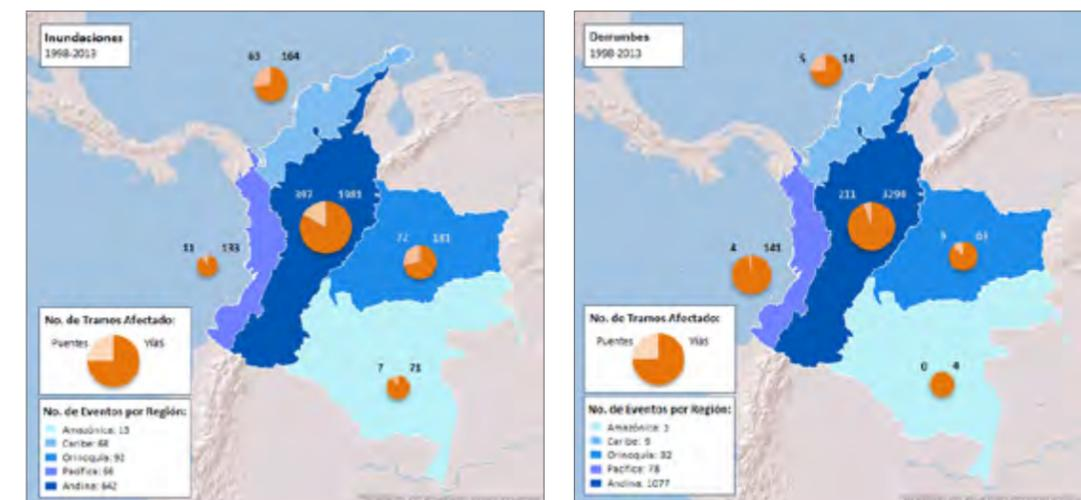 Inundaciones
1998-2013
63 164
397 1981
72 181
11 133
7 73
No. de Tramos Afectado:
Puentes Vías
No. de Eventos por Región:
Amazónica: 13
Caribe: 68
Orinoquía: 92
Pacífica: 66
Andina: 642
Derrumbes
1998-2013
5 14
211 3298
4 141
0 4
No. de Tramos Afectado:
Puentes Vías
No. de Eventos por Región:
Amazónica: 3
Caribe: 9
Orinoquía: 32
Pacífica: 78
Andina: 1077